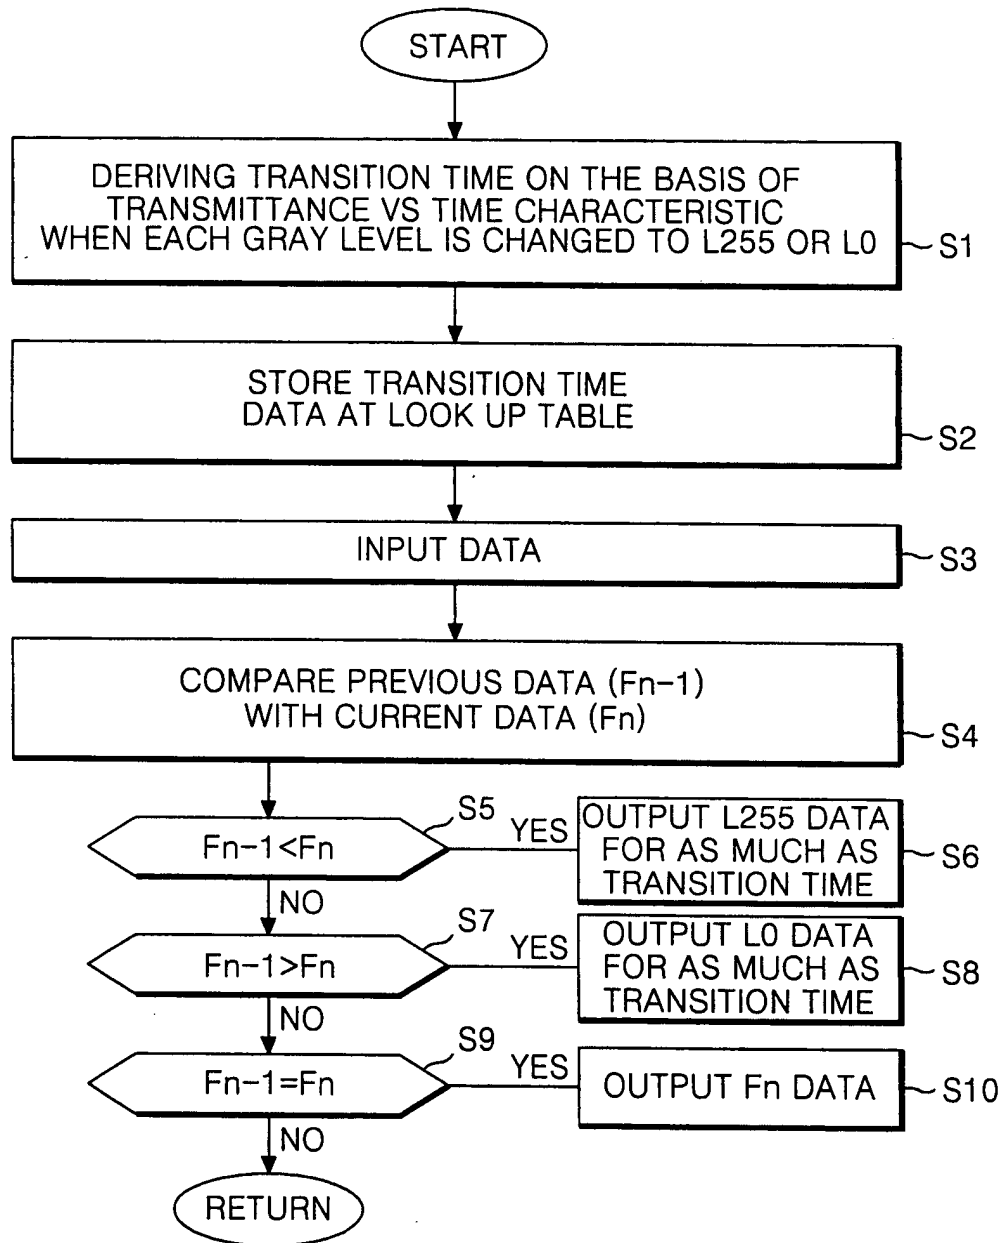 START
DERIVING TRANSITION TIME ON THE BASIS OF
TRANSMITTANCE VS TIME CHARACTERISTIC
WHEN EACH GRAY LEVEL IS CHANGED TO L255 OR L0
S1
STORE TRANSITION TIME
DATA AT LOOK UP TABLE
S2
INPUT DATA
S3
COMPARE PREVIOUS DATA (Fn-1)
WITH CURRENT DATA (Fn)
S4
Fn-1<Fn
S5
YES
OUTPUT L255 DATA
FOR AS MUCH AS
TRANSITION TIME
S6
NO
Fn-1>Fn
S7
YES
OUTPUT L0 DATA
FOR AS MUCH AS
TRANSITION TIME
S8
NO
Fn-1=Fn
S9
YES
OUTPUT Fn DATA
S10
NO
RETURN